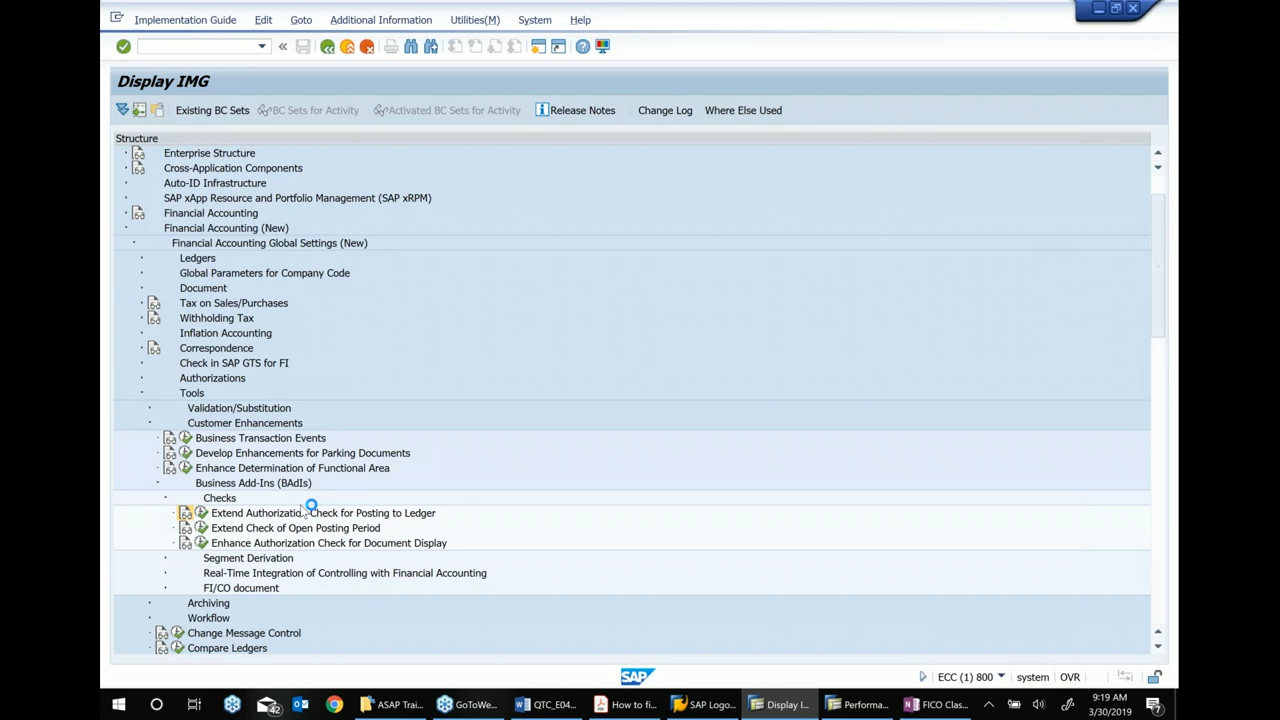 Implementation Guide Edit Goto Additional Information Utilities(M) System Help
Display IMG
Existing BC Sets BC Sets for Activity Activated BC Sets for Activity Release Notes Change Log Where Else Used
Structure
Enterprise Structure
Cross-Application Components
Auto-ID Infrastructure
SAP xApp Resource and Portfolio Management (SAP xRPM)
Financial Accounting
Financial Accounting (New)
Financial Accounting Global Settings (New)
Ledgers
Global Parameters for Company Code
Document
Tax on Sales/Purchases
Withholding Tax
Inflation Accounting
Correspondence
Check in SAP GTS for FI
Authorizations
Tools
Validation/Substitution
Customer Enhancements
Business Transaction Events
Develop Enhancements for Parking Documents
Enhance Determination of Functional Area
Business Add-Ins (BAdIs)
Checks
Extend Authorization Check for Posting to Ledger
Extend Check of Open Posting Period
Enhance Authorization Check for Document Display
Segment Derivation
Real-Time Integration of Controlling with Financial Accounting
FI/CO document
Archiving
Workflow
Change Message Control
Compare Ledgers
SAP
ECC (1) 800 system OVR
42 ASAP Trai... GoToWe... QTC_E04... How to fi... SAP Logo... Display I... Performa... FICO Clas... 9:19 AM
3/30/2019 7